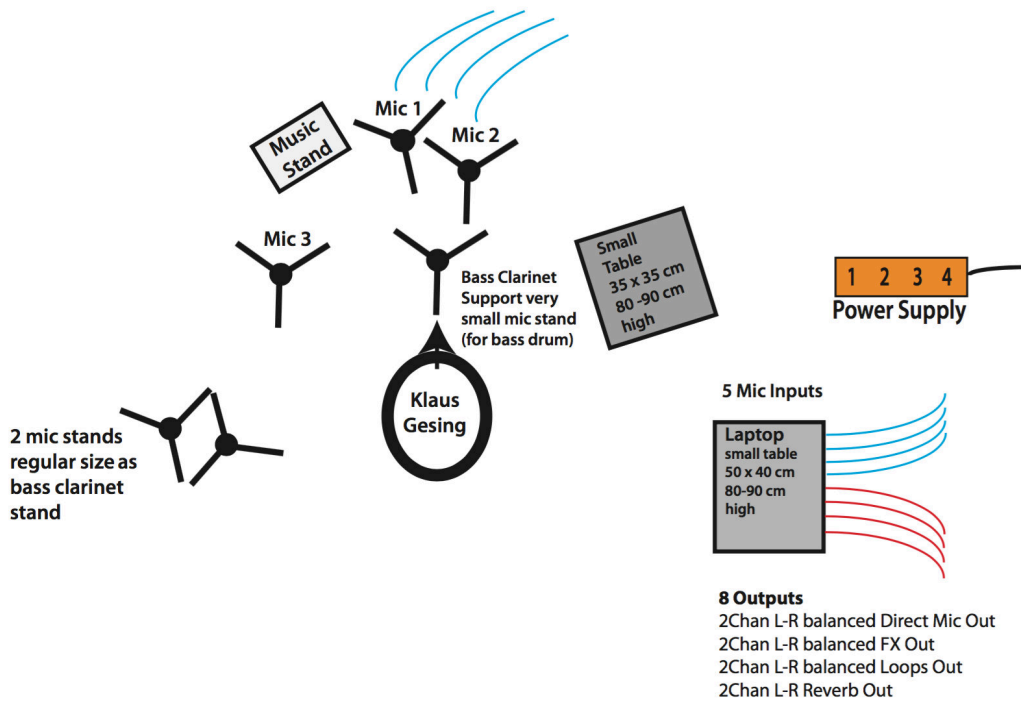 Mic 1
Mic 2
Music
Stand
Mic 3
Small
Table
35 x 35 cm
80 -90 cm
high
Bass Clarinet
Support very
small mic stand
(for bass drum)
1 2 3 4
Power Supply
Klaus
Gesing
5 Mic Inputs
2 mic stands
regular size as
bass clarinet
stand
Laptop
small table
50 x 40 cm
80-90 cm
high
8 Outputs
2Chan L-R balanced Direct Mic Out
2Chan L-R balanced FX Out
2Chan L-R balanced Loops Out
2Chan L-R Reverb Out